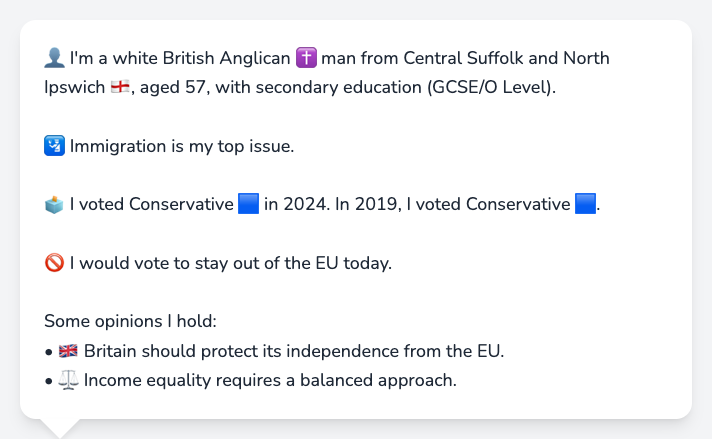 👤 I'm a white British Anglican ✝️ man from Central Suffolk and North
Ipswich 🏴󠁧󠁢󠁥󠁮󠁧󠁿, aged 57, with secondary education (GCSE/O Level).
🛂 Immigration is my top issue.
🗳️ I voted Conservative 🟦 in 2024. In 2019, I voted Conservative 🟦.
🚫 I would vote to stay out of the EU today.
Some opinions I hold:
• 🇬🇧 Britain should protect its independence from the EU.
• ⚖️ Income equality requires a balanced approach.